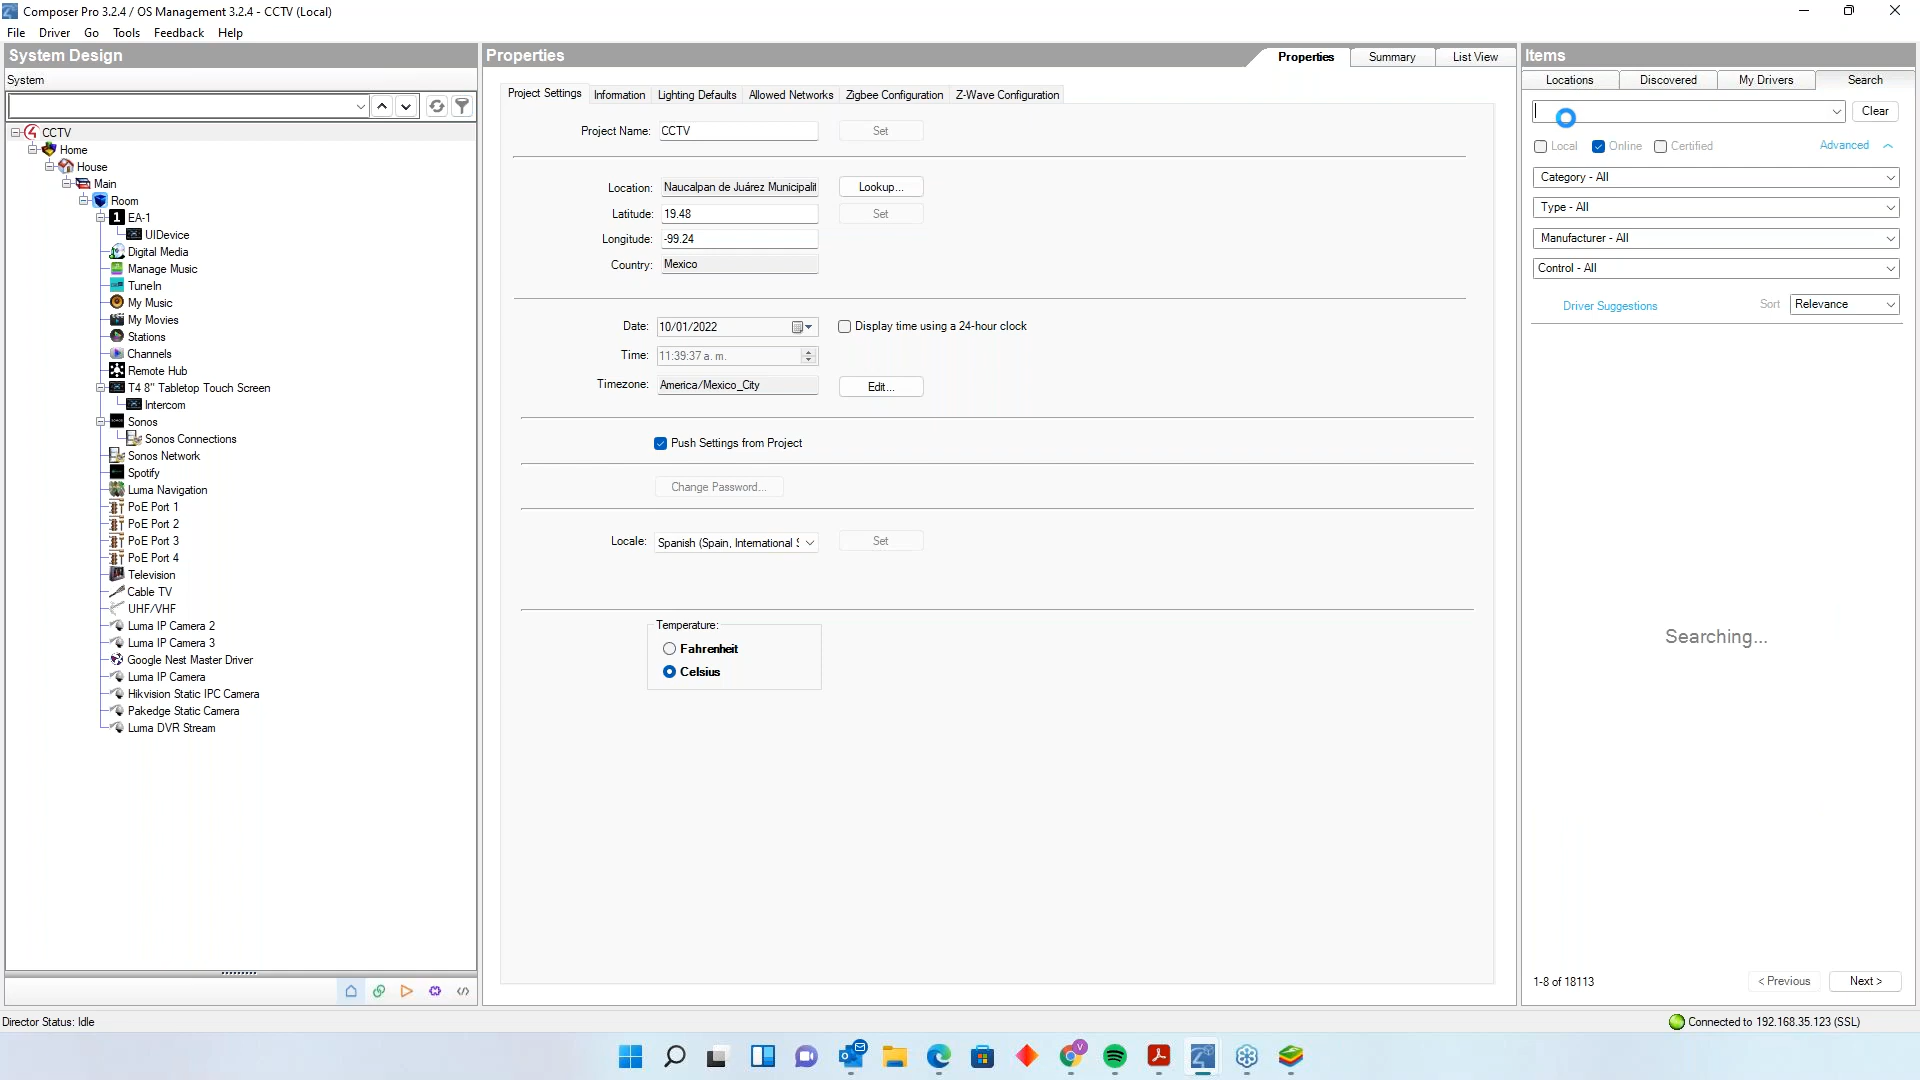 Composer Pro 3.2.4 / OS Management 3.2.4 - CCTV (Local)
File Driver Go Tools Feedback Help
System Design
System
CCTV
Home
House
Main
Room
1 EA-1
UIDevice
Digital Media
Manage Music
TuneIn
My Music
My Movies
Stations
Channels
Remote Hub
T4 8" Tabletop Touch Screen
Intercom
Sonos
Sonos Connections
Sonos Network
Spotify
Luma Navigation
PoE Port 1
PoE Port 2
PoE Port 3
PoE Port 4
Television
Cable TV
UHF/VHF
Luma IP Camera 2
Luma IP Camera 3
Google Nest Master Driver
Luma IP Camera
Hikvision Static IPC Camera
Pakedge Static Camera
Luma DVR Stream
Properties
Properties Summary List View
Project Settings Information Lighting Defaults Allowed Networks Zigbee Configuration Z-Wave Configuration
Project Name: CCTV Set
Location: Naucalpan de Juárez Municipalit Lookup...
Latitude: 19.48 Set
Longitude: -99.24
Country: Mexico
Date: 10/01/2022 Display time using a 24-hour clock
Time: 11:39:37 a. m.
Timezone: America/Mexico_City Edit...
Push Settings from Project
Change Password...
Locale: Spanish (Spain, International S Set
Temperature:
Fahrenheit
Celsius
Items
Locations Discovered My Drivers Search
Clear
Local Online Certified Advanced
Category - All
Type - All
Manufacturer - All
Control - All
Driver Suggestions Sort Relevance
Searching...
1-8 of 18113 < Previous Next >
Director Status: Idle
Connected to 192.168.35.123 (SSL)
V